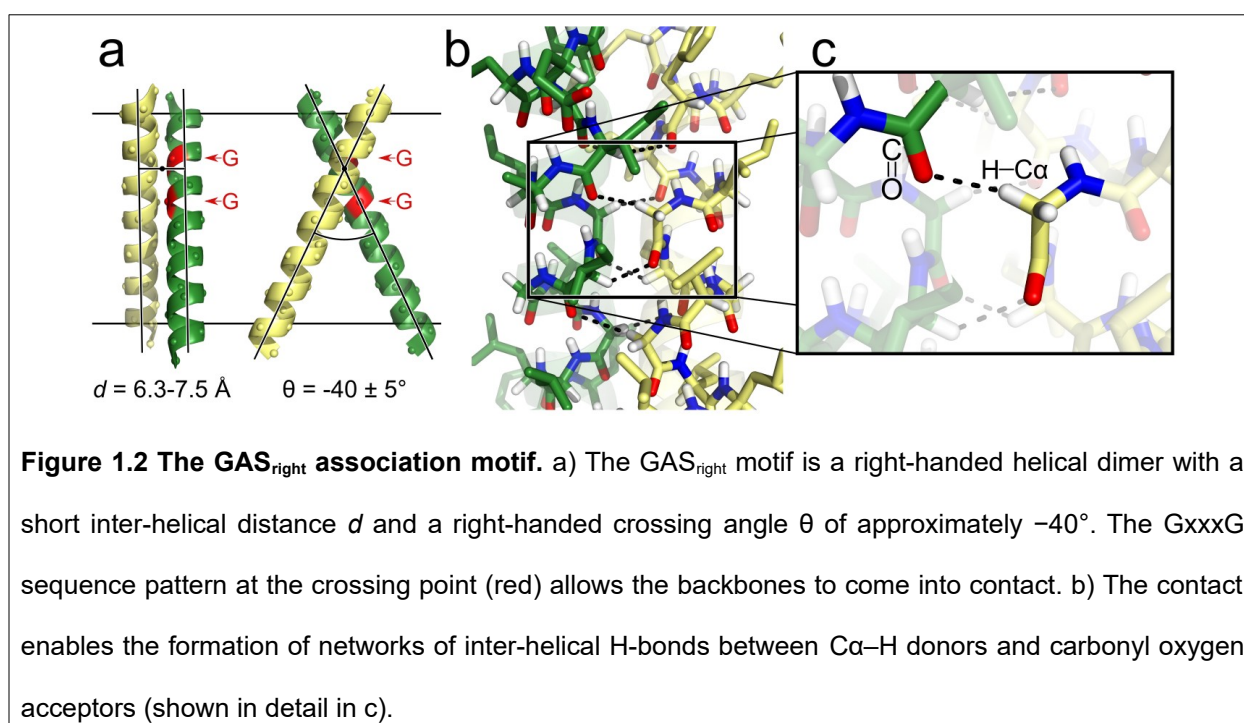 a
b
c
G
G
G
G
C
O
H–Cα
d = 6.3-7.5 Å
θ = -40 ± 5°
Figure 1.2 The GASright association motif. a) The GASright motif is a right-handed helical dimer with a
short inter-helical distance d and a right-handed crossing angle θ of approximately −40°. The GxxxG
sequence pattern at the crossing point (red) allows the backbones to come into contact. b) The contact
enables the formation of networks of inter-helical H-bonds between Cα–H donors and carbonyl oxygen
acceptors (shown in detail in c).